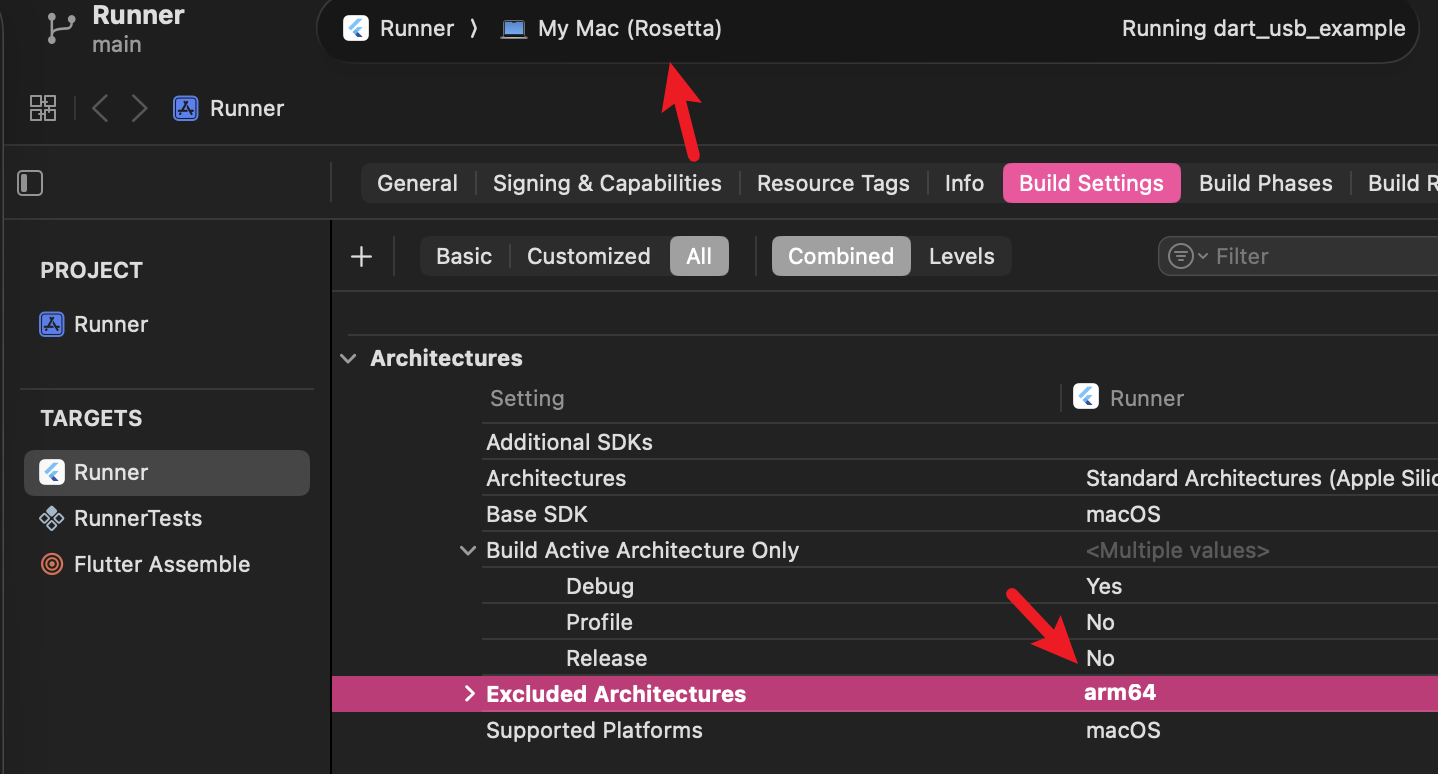 Runner
main
Runner 〉 My Mac (Rosetta)
Running dart_usb_example
Runner
General
Signing & Capabilities
Resource Tags
Info
Build Settings
Build Phases
Build R
Basic
Customized
All
Combined
Levels
Filter
PROJECT
Runner
TARGETS
Runner
RunnerTests
Flutter Assemble
Architectures
Setting
Runner
Additional SDKs
Architectures Standard Architectures (Apple Silic
Base SDK macOS
Build Active Architecture Only <Multiple values>
Debug Yes
Profile No
Release No
Excluded Architectures arm64
Supported Platforms macOS